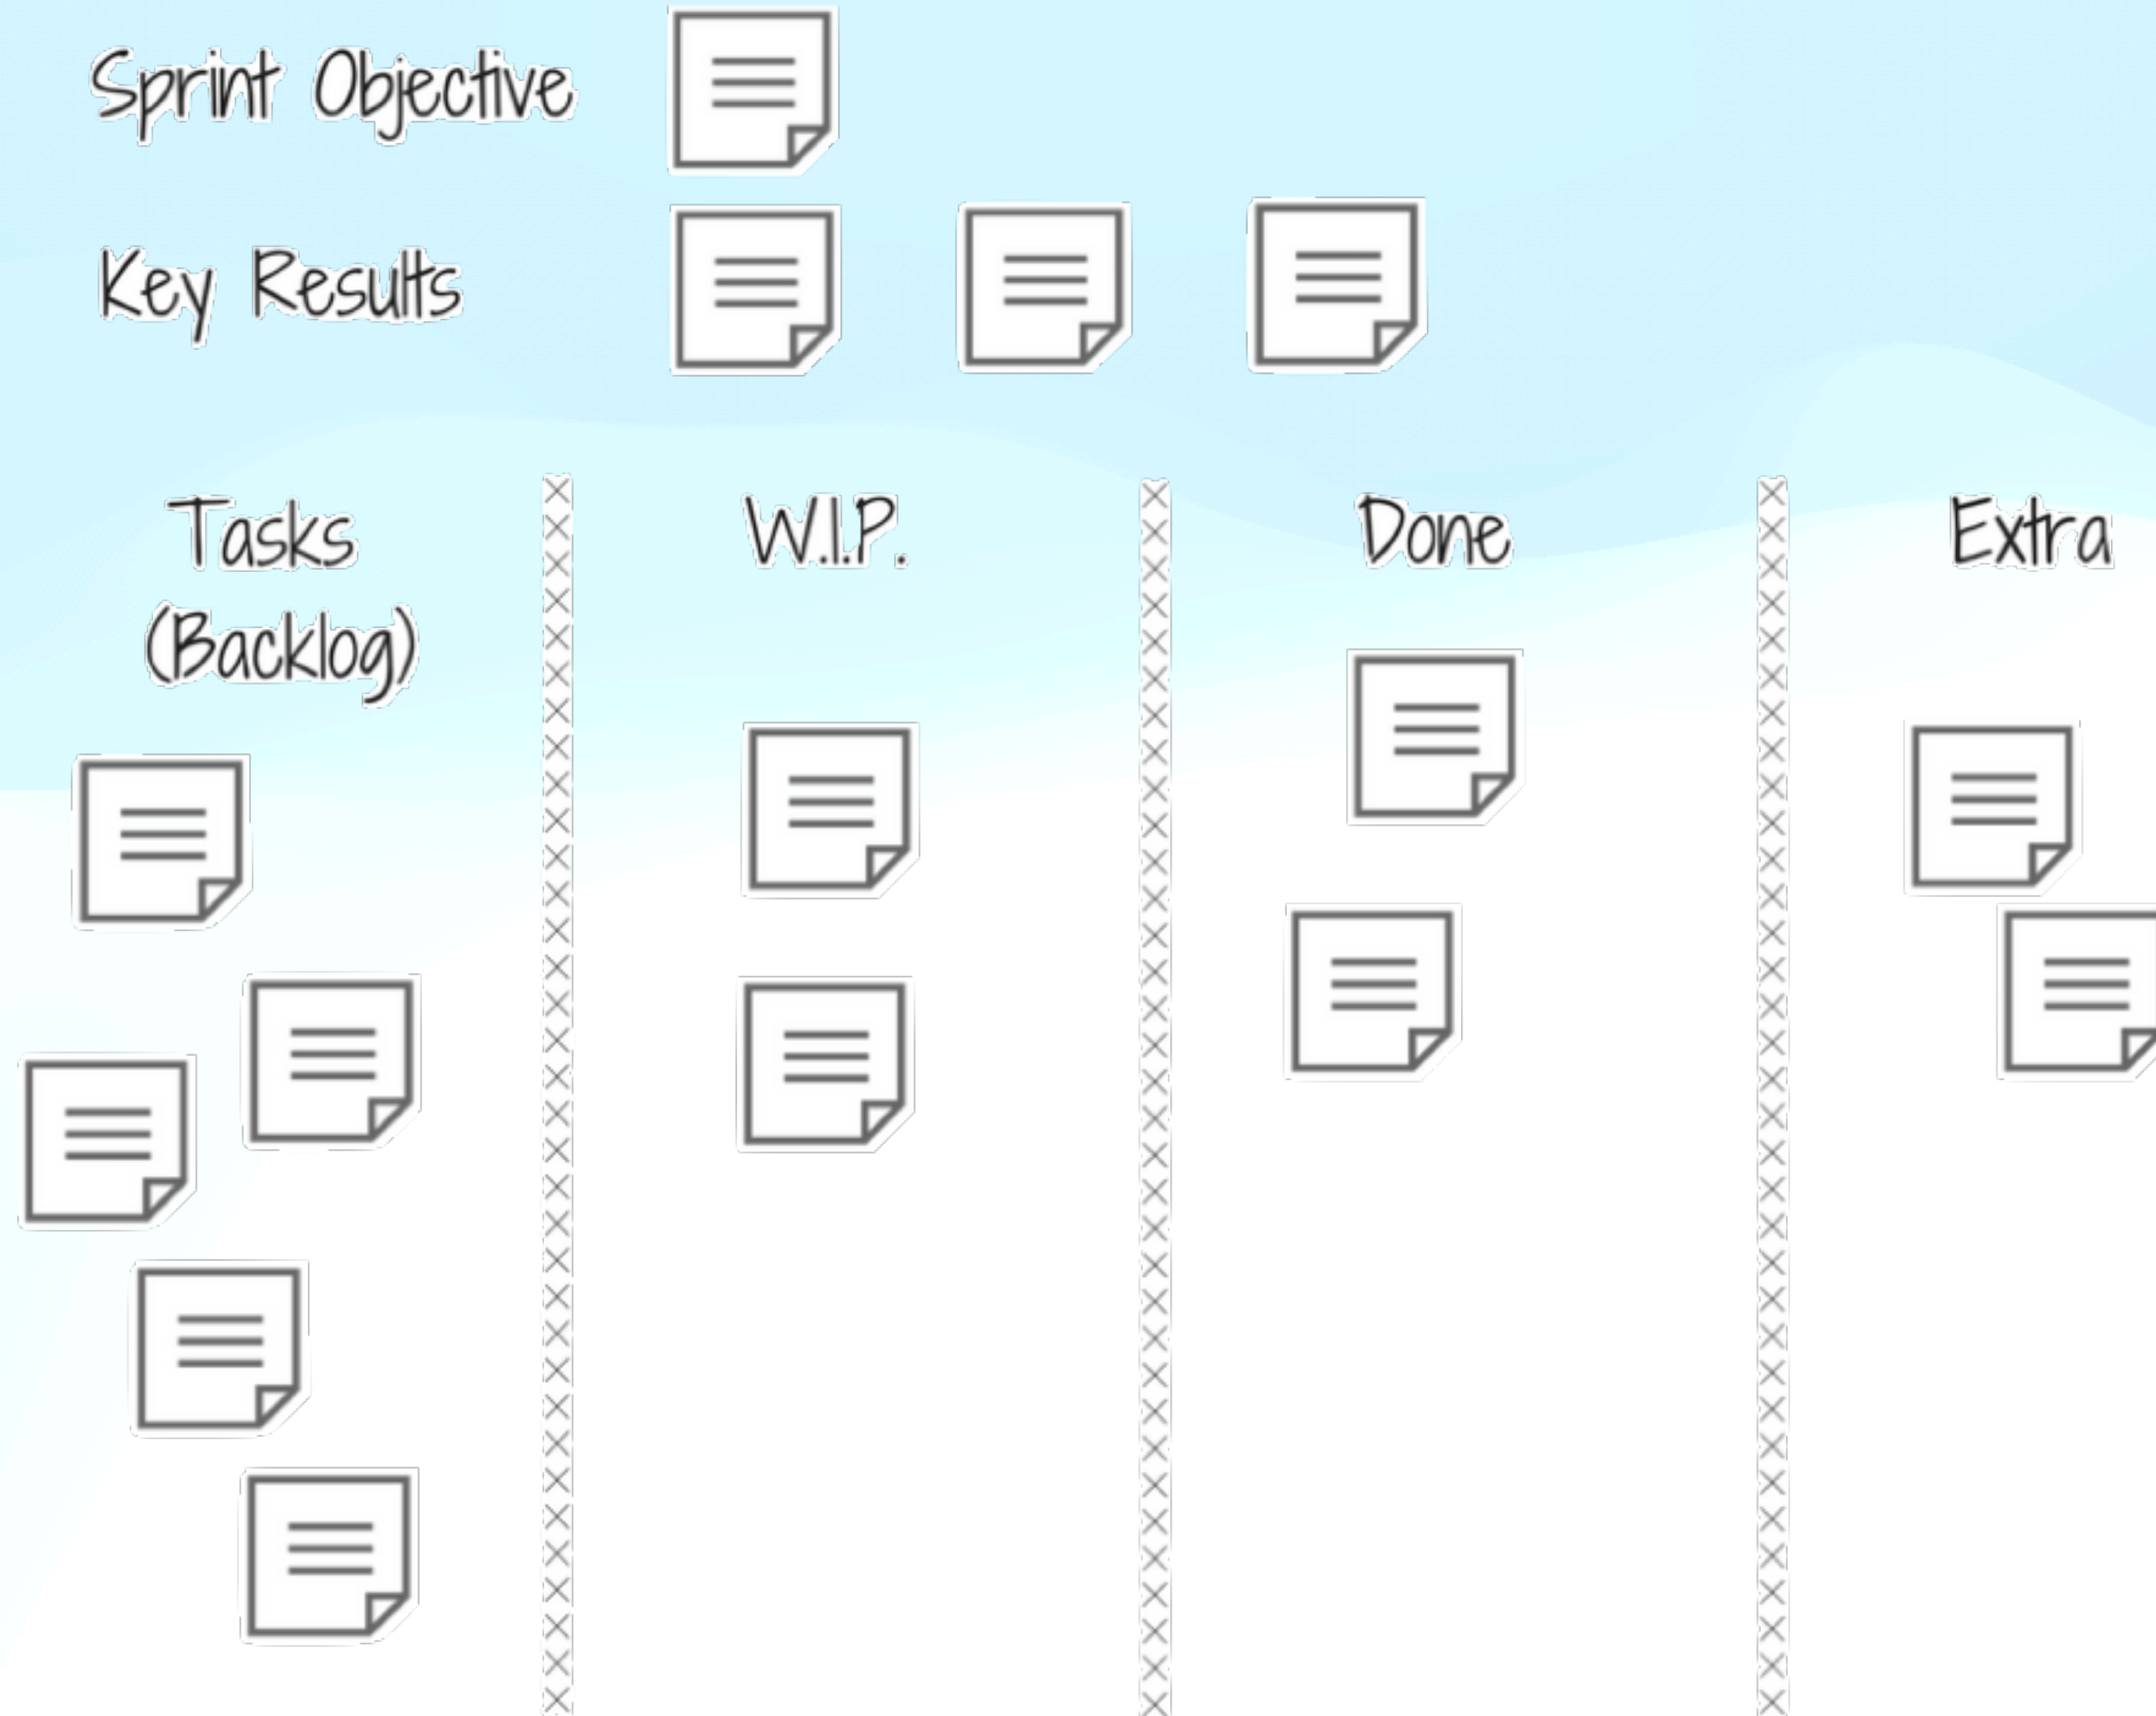 Sprint Objective
Key Results
Tasks
(Backlog)
W.I.P.
Done
Extra